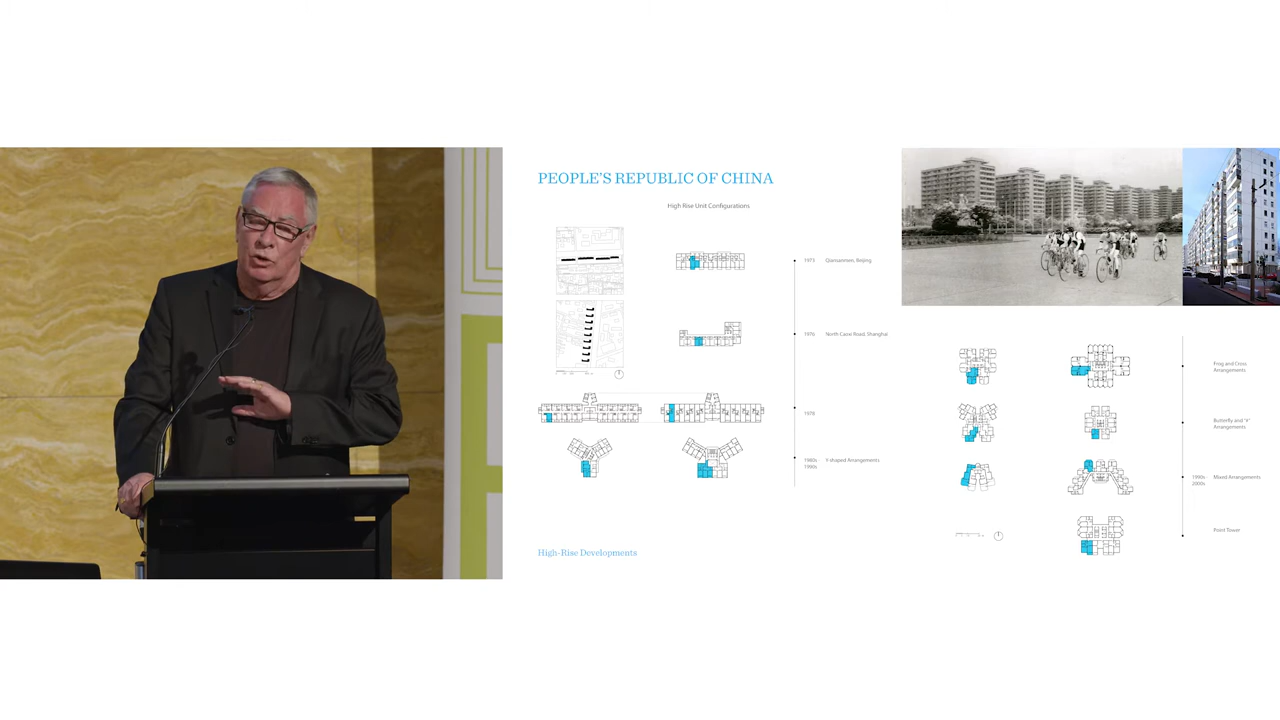 PEOPLE'S REPUBLIC OF CHINA
High Rise Unit Configurations
1973 Qiansanmen, Beijing
1976 North Caoxi Road, Shanghai
1978
1980s
1990s
Y-shaped Arrangements
High-Rise Developments
Frog and Cross
Arrangements
Butterfly and "X"
Arrangements
1990s
2000s
Mixed Arrangements
Point Tower